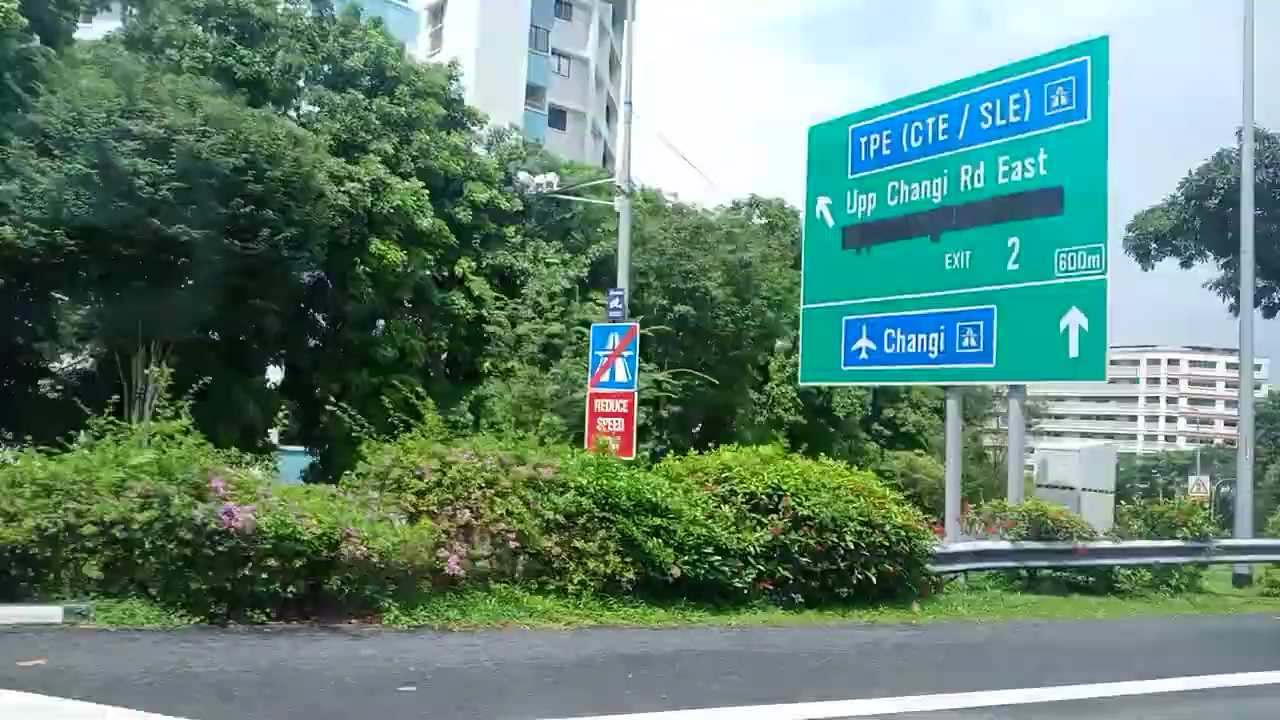 TPE (CTE / SLE)
Upp Changi Rd East
EXIT 2
600m
Changi
REDUCE
SPEED